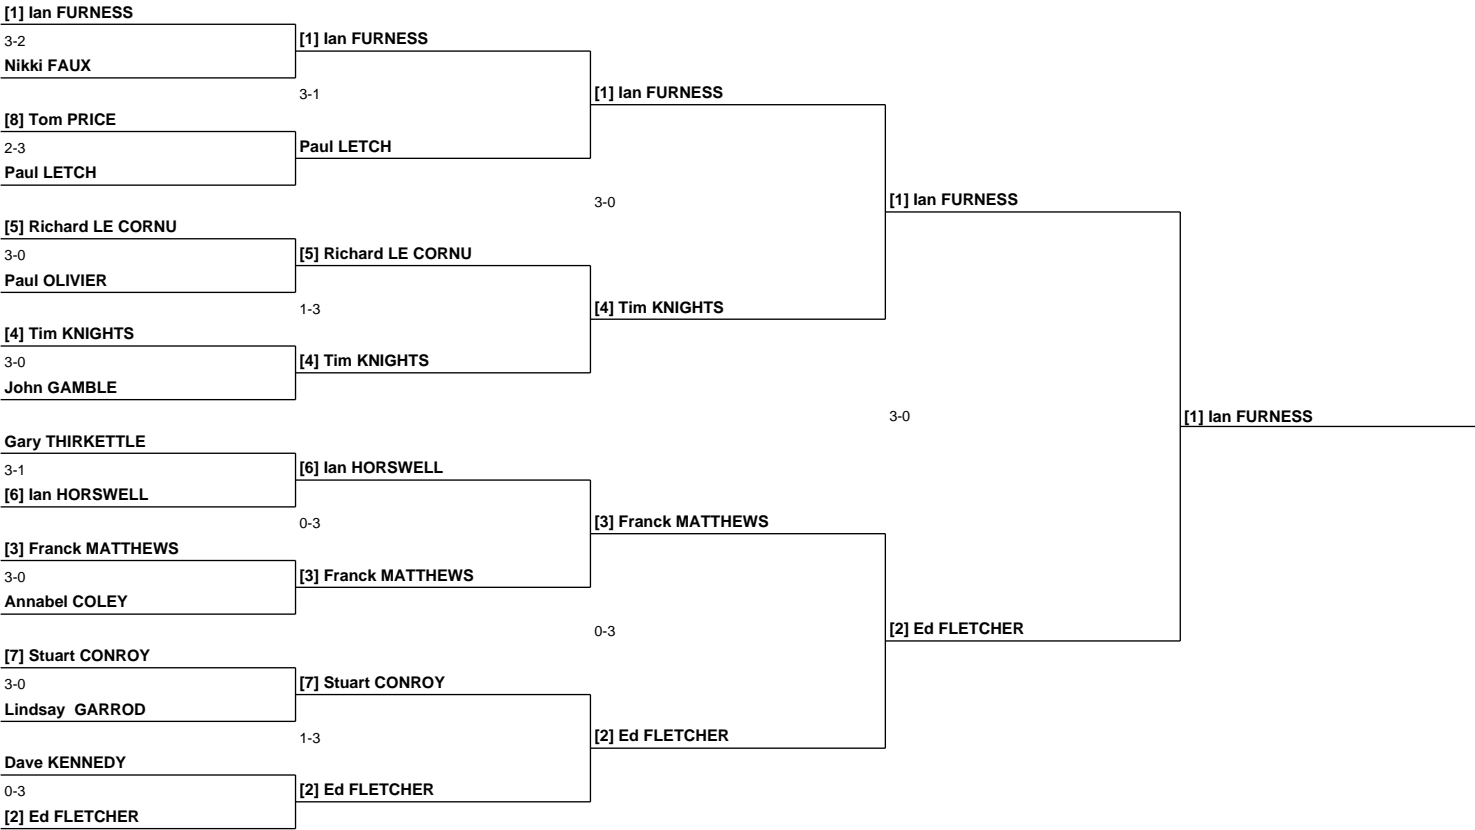 [1] Ian FURNESS
3-2
Nikki FAUX
[8] Tom PRICE
2-3
Paul LETCH
[5] Richard LE CORNU
3-0
Paul OLIVIER
[4] Tim KNIGHTS
3-0
John GAMBLE
Gary THIRKETTLE
3-1
[6] Ian HORSWELL
[3] Franck MATTHEWS
3-0
Annabel COLEY
[7] Stuart CONROY
3-0
Lindsay  GARROD
Dave KENNEDY
0-3
[2] Ed FLETCHER
[1] Ian FURNESS
3-1
Paul LETCH
[5] Richard LE CORNU
1-3
[4] Tim KNIGHTS
[6] Ian HORSWELL
0-3
[3] Franck MATTHEWS
[7] Stuart CONROY
1-3
[2] Ed FLETCHER
[1] Ian FURNESS
3-0
[4] Tim KNIGHTS
[3] Franck MATTHEWS
0-3
[2] Ed FLETCHER
[1] Ian FURNESS
3-0
[2] Ed FLETCHER
[1] Ian FURNESS